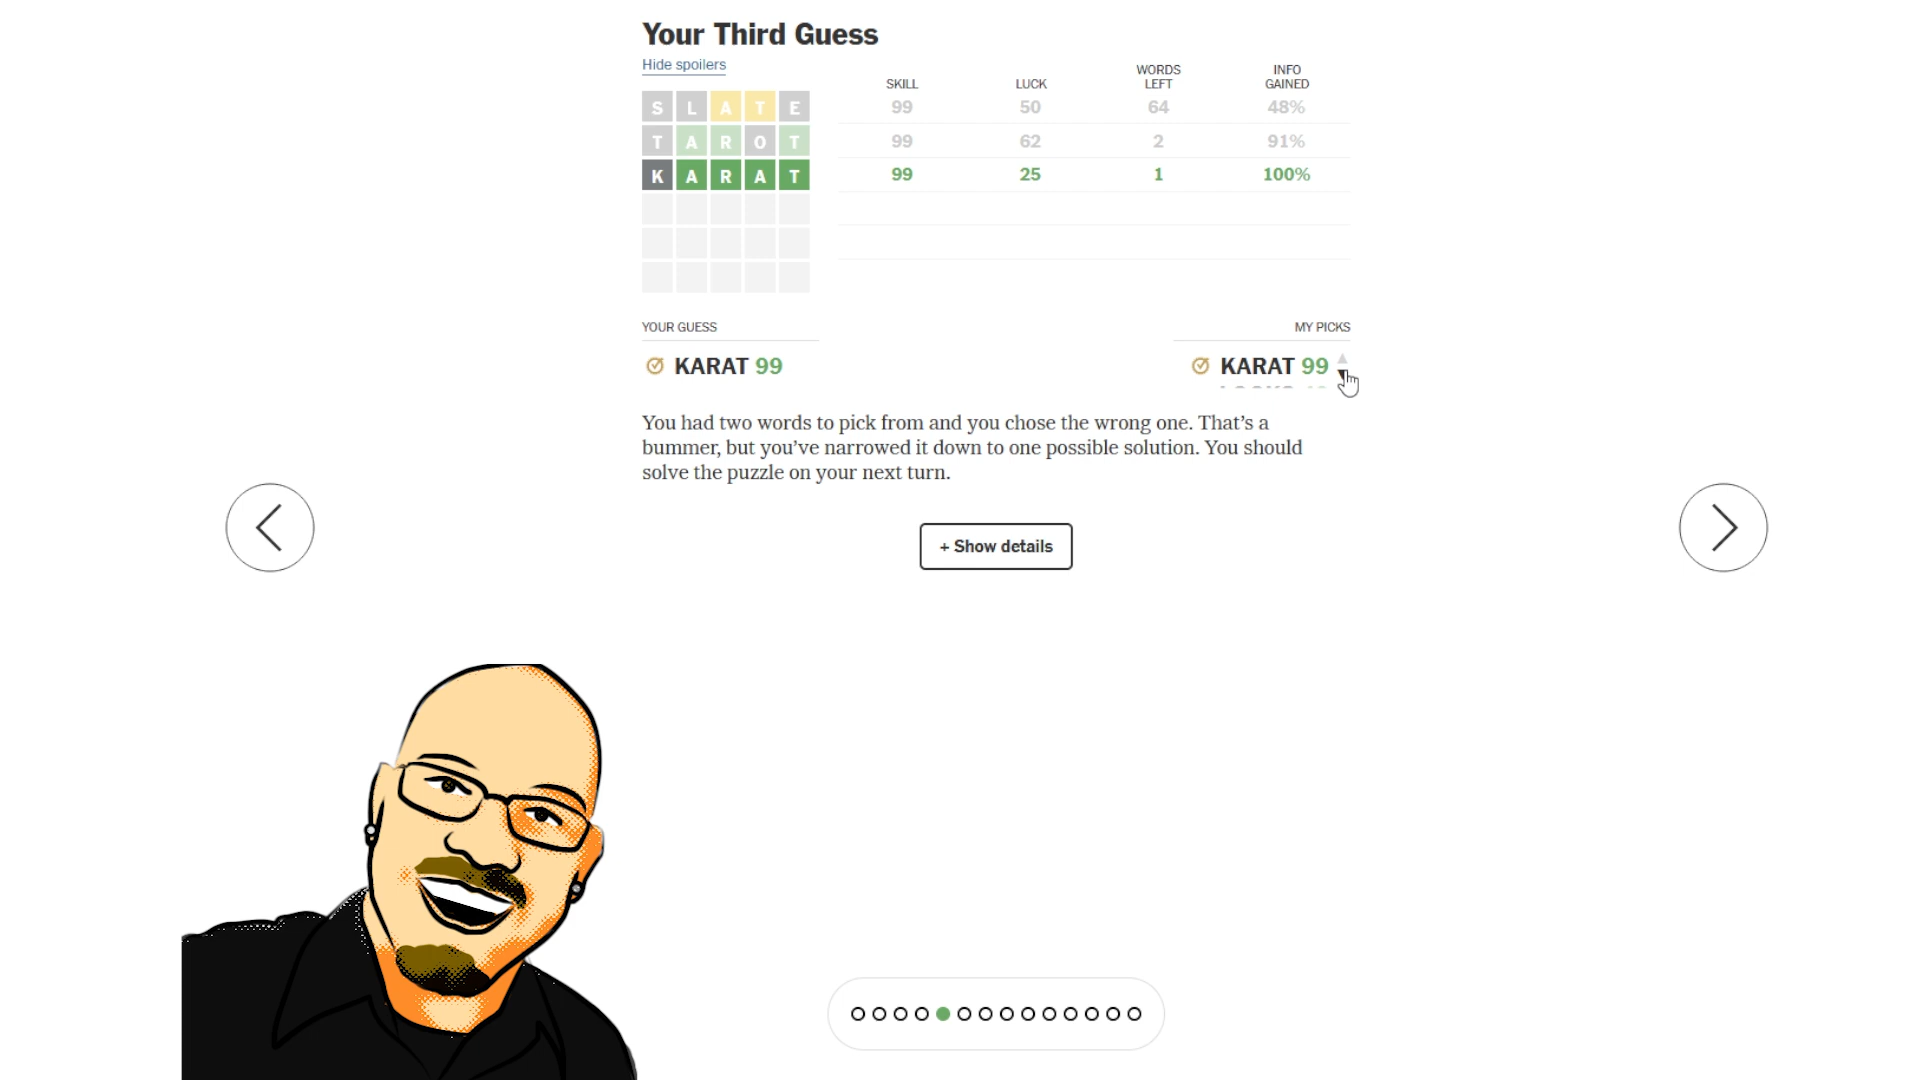 Your Third Guess
Hide spoilers
SKILL LUCK WORDS LEFT INFO GAINED
S L A T E 99 50 64 48%
T A R O T 99 62 2 91%
K A R A T 99 25 1 100%
YOUR GUESS MY PICKS
KARAT 99 KARAT 99
You had two words to pick from and you chose the wrong one. That’s a
bummer, but you’ve narrowed it down to one possible solution. You should
solve the puzzle on your next turn.
+ Show details